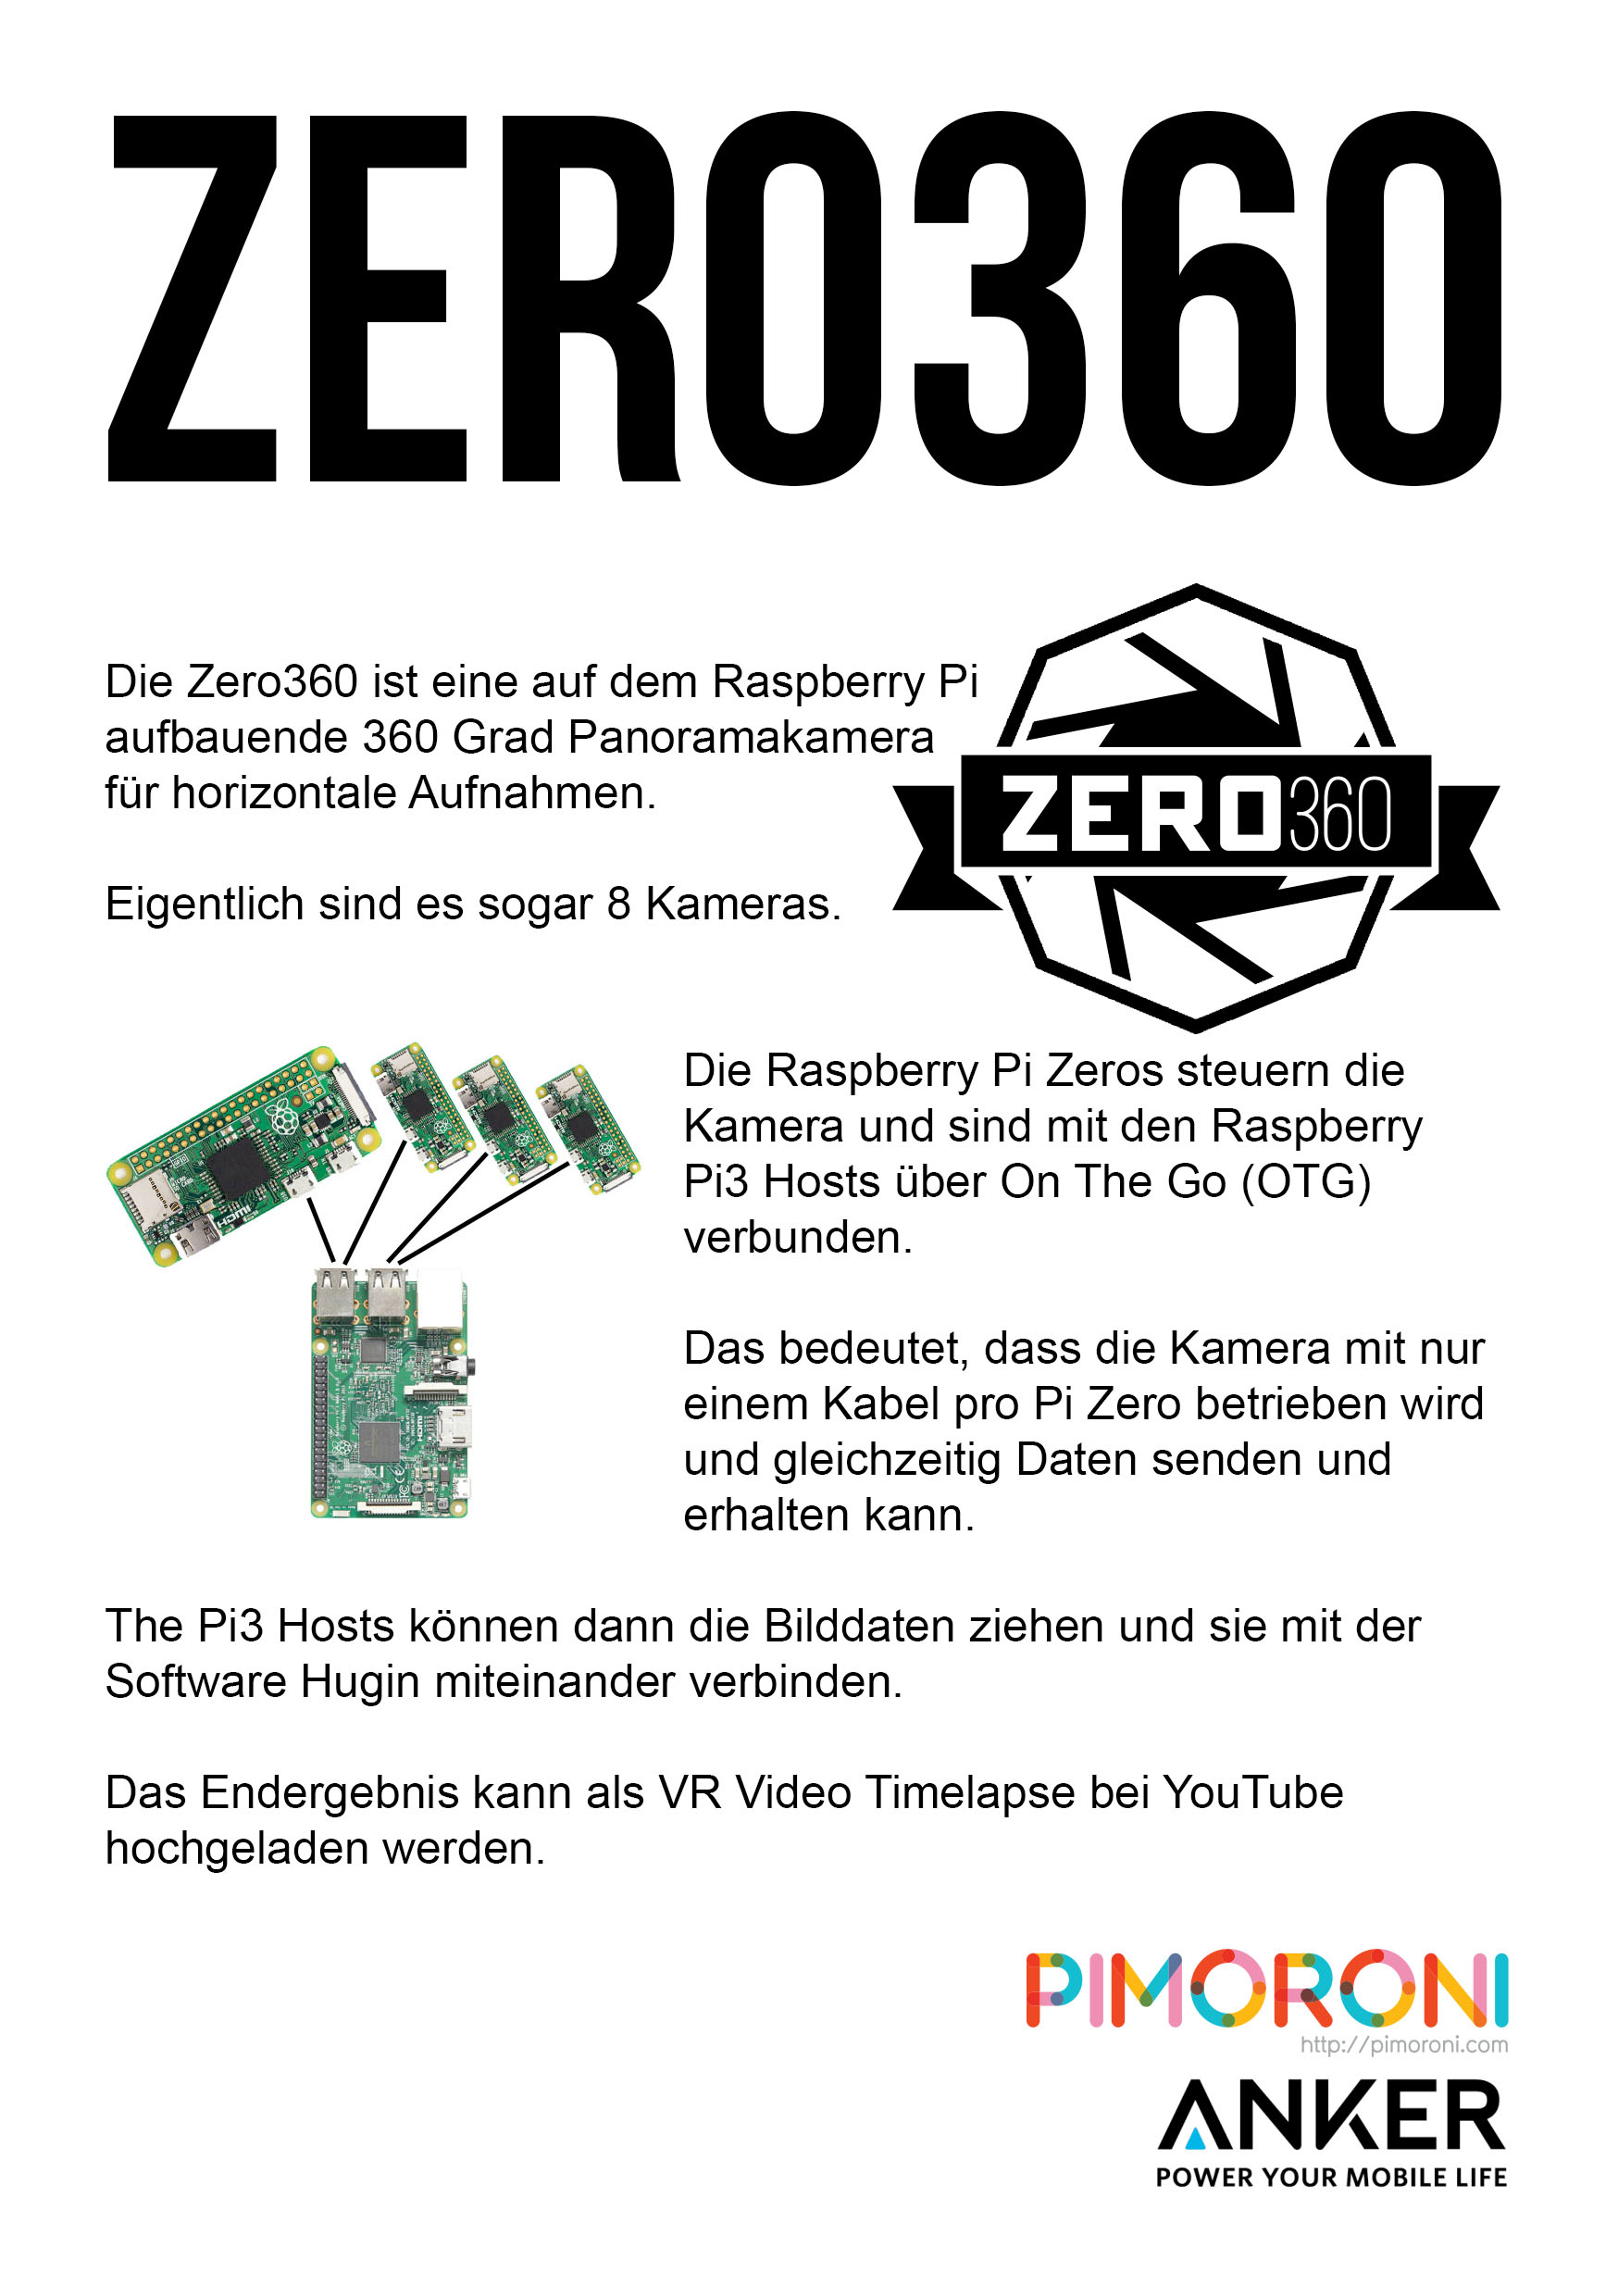 ZERO360
Die Zero360 ist eine auf dem Raspberry Pi
aufbauende 360 Grad Panoramakamera
für horizontale Aufnahmen.
Eigentlich sind es sogar 8 Kameras.
ZERO360
Die Raspberry Pi Zeros steuern die
Kamera und sind mit den Raspberry
Pi3 Hosts über On The Go (OTG)
verbunden.
Das bedeutet, dass die Kamera mit nur
einem Kabel pro Pi Zero betrieben wird
und gleichzeitig Daten senden und
erhalten kann.
The Pi3 Hosts können dann die Bilddaten ziehen und sie mit der
Software Hugin miteinander verbinden.
Das Endergebnis kann als VR Video Timelapse bei YouTube
hochgeladen werden.
PIMORONI
http://pimoroni.com
ANKER
POWER YOUR MOBILE LIFE